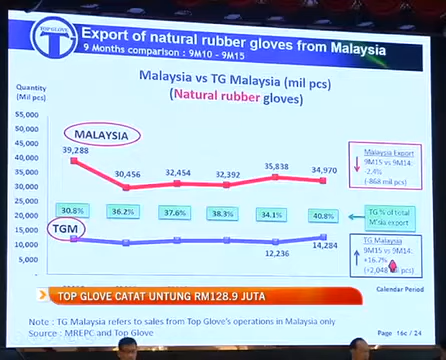 TOP GLOVE
Export of natural rubber gloves from Malaysia
9 Months comparison : 9M10 - 9M15
Malaysia vs TG Malaysia (mil pcs)
(Natural rubber gloves)
Quantity
(Mil pcs)
55,000
50,000
45,000
40,000
35,000
30,000
25,000
20,000
15,000
10,000
5,000
MALAYSIA
39,288
30,456
32,454
32,392
35,838
34,970
30.8%
36.2%
37.6%
38.3%
34.1%
40.8%
TGM
12,236
14,284
Malaysia Export
9M15 vs 9M14:
-2.4%
(-868 mil pcs)
TG % of total
M'sia export
TG Malaysia
9M15 vs 9M14:
+16.7%
(+2,048 mil pcs)
Calendar Period
TOP GLOVE CATAT UNTUNG RM128.9 JUTA
Note : TG Malaysia refers to sales from Top Glove's operations in Malaysia only
Source : MREPC and Top Glove
Page 16c / 24